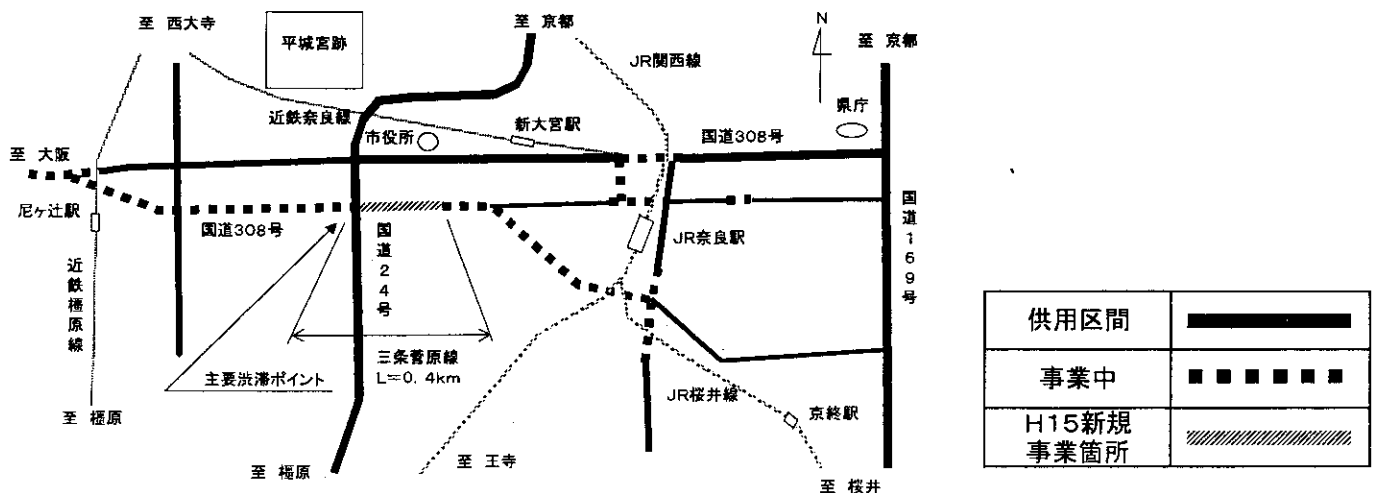 至 西大寺
平城宮跡
至 京都
JR関西線
N
至 京都
近鉄奈良線
市役所
新大宮駅
県庁
国道308号
至 大阪
尼ヶ辻駅
国道308号
国道24号
JR奈良駅
国道169号
近鉄橿原線
三条菅原線
L=0.4km
主要渋滞ポイント
JR桜井線
京終駅
至 橿原
至 橿原
至 王寺
至 桜井
供用区間
事業中
H15新規
事業箇所